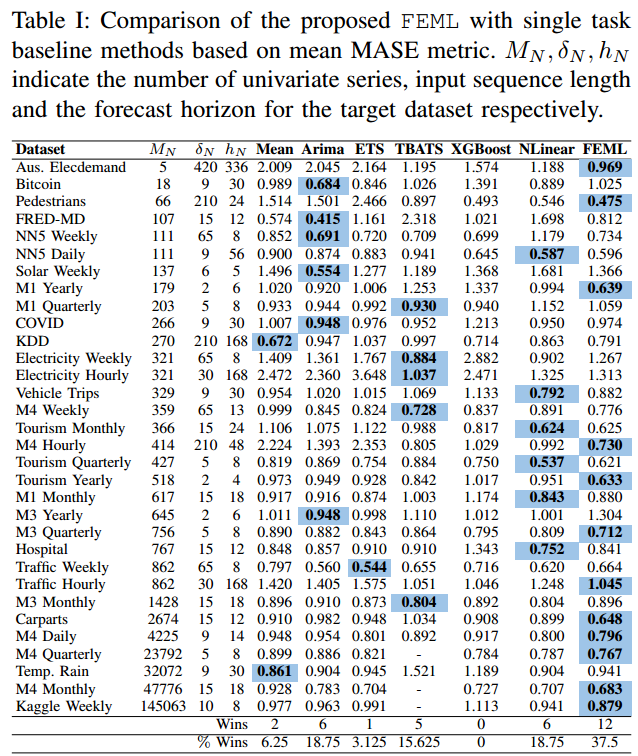 Table I: Comparison of the proposed FEML with single task
baseline methods based on mean MASE metric. M_N, δ_N, h_N
indicate the number of univariate series, input sequence length
and the forecast horizon for the target dataset respectively.
Dataset M_N δ_N h_N Mean Arima ETS TBATS XGBoost NLinear FEML
Aus. Elecdemand 5 420 336 2.009 2.045 2.164 1.195 1.574 1.188 0.969
Bitcoin 18 9 30 0.989 0.684 0.846 1.026 1.391 0.889 1.025
Pedestrians 66 210 24 1.514 1.501 2.466 0.897 0.493 0.546 0.475
FRED-MD 107 15 12 0.574 0.415 1.161 2.318 1.021 1.698 0.812
NN5 Weekly 111 65 8 0.852 0.691 0.720 0.709 0.699 1.179 0.734
NN5 Daily 111 9 56 0.900 0.874 0.883 0.941 0.645 0.587 0.596
Solar Weekly 137 6 5 1.496 0.554 1.277 1.189 1.368 1.681 1.366
M1 Yearly 179 2 6 1.020 0.920 1.006 1.253 1.337 0.994 0.639
M1 Quarterly 203 5 8 0.933 0.944 0.992 0.930 0.940 1.152 1.059
COVID 266 9 30 1.007 0.948 0.976 0.952 1.213 0.950 0.974
KDD 270 210 168 0.672 0.947 1.037 0.997 0.714 0.863 0.791
Electricity Weekly 321 65 8 1.409 1.361 1.767 0.884 2.882 0.902 1.267
Electricity Hourly 321 30 168 2.472 2.360 3.648 1.037 2.471 1.325 1.313
Vehicle Trips 329 9 30 0.954 1.020 1.015 1.069 1.133 0.792 0.882
M4 Weekly 359 65 13 0.999 0.845 0.824 0.728 0.837 0.891 0.776
Tourism Monthly 366 15 24 1.106 1.075 1.122 0.988 0.817 0.624 0.625
M4 Hourly 414 210 48 2.224 1.393 2.353 0.805 1.029 0.992 0.730
Tourism Quarterly 427 5 8 0.819 0.869 0.754 0.884 0.750 0.537 0.621
Tourism Yearly 518 2 4 0.973 0.949 0.928 0.842 1.017 0.951 0.633
M1 Monthly 617 15 18 0.917 0.916 0.874 1.003 1.174 0.843 0.880
M3 Yearly 645 2 6 1.011 0.948 0.998 1.110 1.012 1.001 1.304
M3 Quarterly 756 5 8 0.890 0.882 0.843 0.864 0.795 0.809 0.712
Hospital 767 15 12 0.848 0.857 0.910 0.910 1.343 0.752 0.841
Traffic Weekly 862 65 8 0.797 0.560 0.544 0.655 0.716 0.620 0.664
Traffic Hourly 862 30 168 1.420 1.405 1.575 1.051 1.046 1.248 1.045
M3 Monthly 1428 15 18 0.896 0.910 0.873 0.804 0.892 0.804 0.896
Carparts 2674 15 12 0.910 0.982 0.948 1.034 0.908 0.899 0.648
M4 Daily 4225 9 14 0.948 0.954 0.801 0.892 0.917 0.800 0.796
M4 Quarterly 23792 5 8 0.899 0.886 0.821 - 0.784 0.787 0.767
Temp. Rain 32072 9 30 0.861 0.904 0.945 1.521 1.189 0.904 0.941
M4 Monthly 47776 15 18 0.928 0.783 0.704 - 0.727 0.707 0.683
Kaggle Weekly 145063 10 8 0.977 0.963 0.991 - 1.113 0.941 0.879
Wins 2 6 1 5 0 6 12
% Wins 6.25 18.75 3.125 15.625 0 18.75 37.5